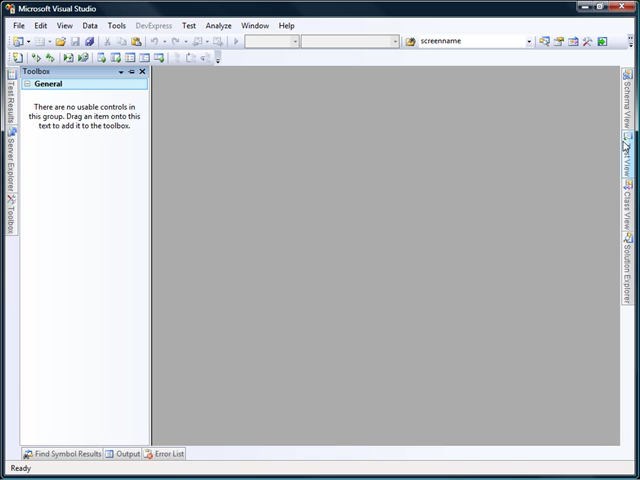 Microsoft Visual Studio
File Edit View Data Tools DevExpress Test Analyze Window Help
screenname
Toolbox
General
There are no usable controls in
this group. Drag an item onto this
text to add it to the toolbox.
Test Results
Server Explorer
Toolbox
Schema View
View
Class View
Solution Explorer
Find Symbol Results Output Error List
Ready